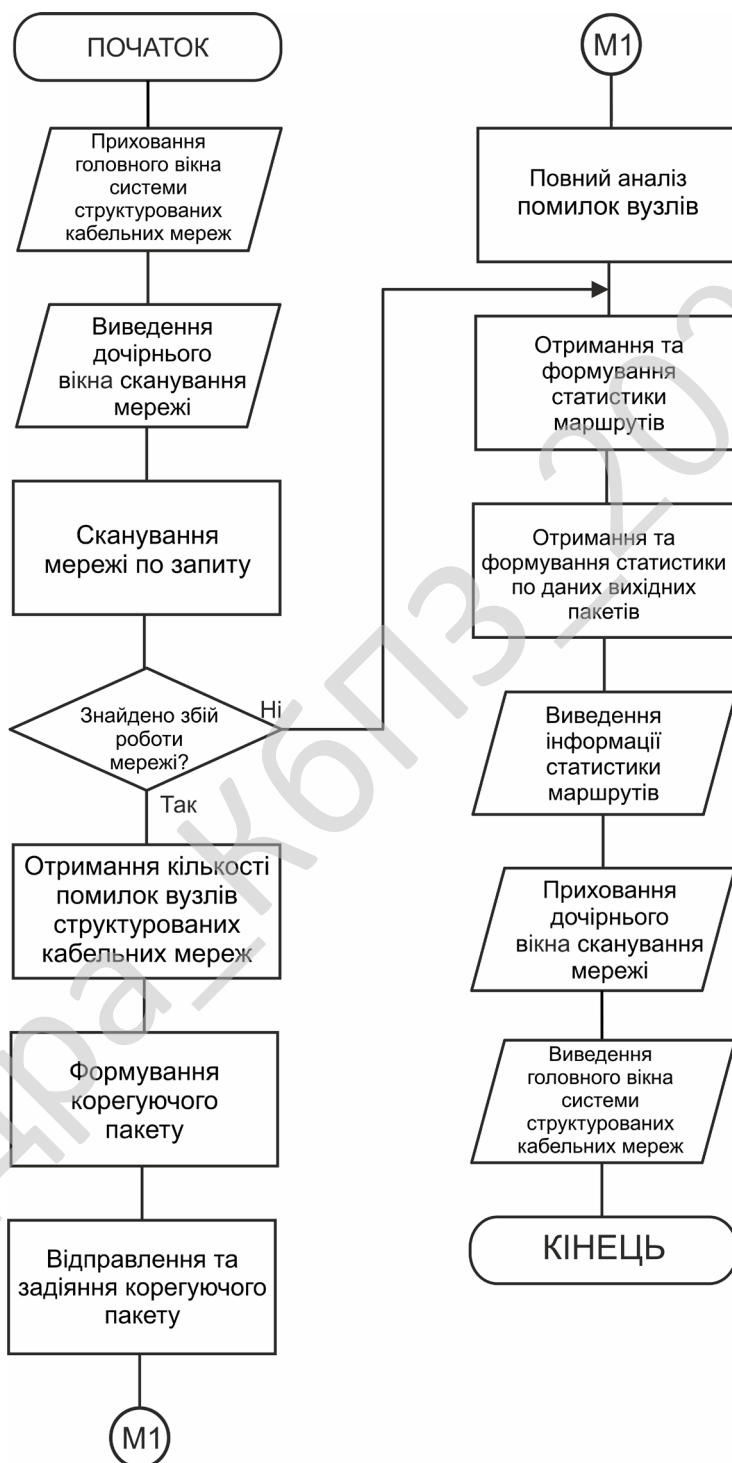 ПОЧАТОК
Приховання
головного вікна
системи
структурованих
кабельних мереж
Виведення
дочірнього
вікна сканування
мережі
Сканування
мережі по запиту
Знайдено збій
роботи
мережі?
Ні
Так
Отримання кількості
помилок вузлів
структурованих
кабельних мереж
Формування
корегуючого
пакету
Відправлення та
задіяння корегуючого
пакету
М1
М1
Повний аналіз
помилок вузлів
Отримання та
формування
статистики
маршрутів
Отримання та
формування статистики
по даних вихідних
пакетів
Виведення
інформації
статистики
маршрутів
Приховання
дочірнього
вікна сканування
мережі
Виведення
головного вікна
системи
структурованих
кабельних мереж
КІНЕЦЬ